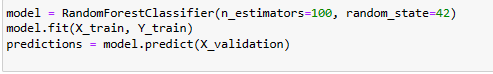 model = RandomForestClassifier(n_estimators=100, random_state=42)
model.fit(X_train, Y_train)
predictions = model.predict(X_validation)